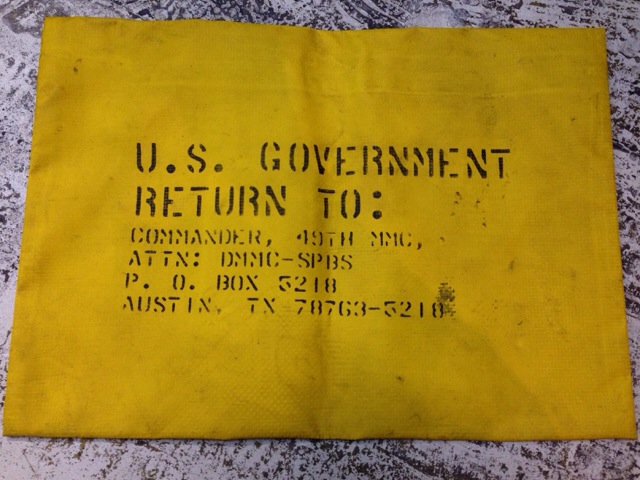 U.S. GOVERNMENT
RETURN TO:
COMMANDER, 49TH MMC,
ATTN: DMMC-SPBS
P. O. BOX 5218
AUSTIN, TX 78763-5218